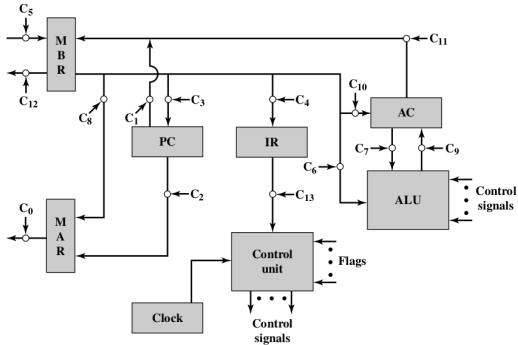 C5
M
B
R
C11
C12
C8
C1
C3
C4
C10
AC
PC
IR
C6
C7
C9
C2
C13
ALU
Control
signals
C0
M
A
R
Control
unit
Flags
Clock
Control
signals